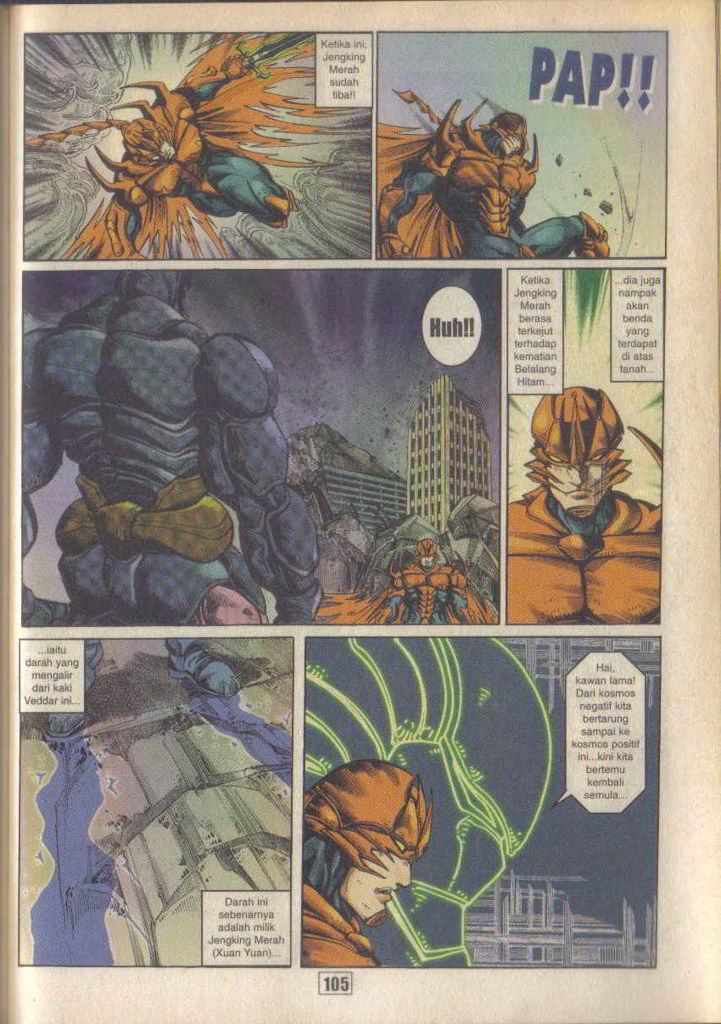 Ketika ini,
Jengking
Merah
sudah
tiba!!
PAP!!
Huh!!
Ketika
Jengking
Merah
berasa
terkejut
terhadap
kematian
Belalang
Hitam...
...dia juga
nampak
akan
benda
yang
terdapat
di atas
tanah...
...iaitu
darah yang
mengalir
dari kaki
Veddar ini...
Darah ini
sebenarnya
adalah milik
Jengking Merah
(Xuan Yuan)...
Hai,
kawan lama!
Dari kosmos
negatif kita
bertarung
sampai ke
kosmos positif
ini...kini kita
bertemu
kembali
semula...
105